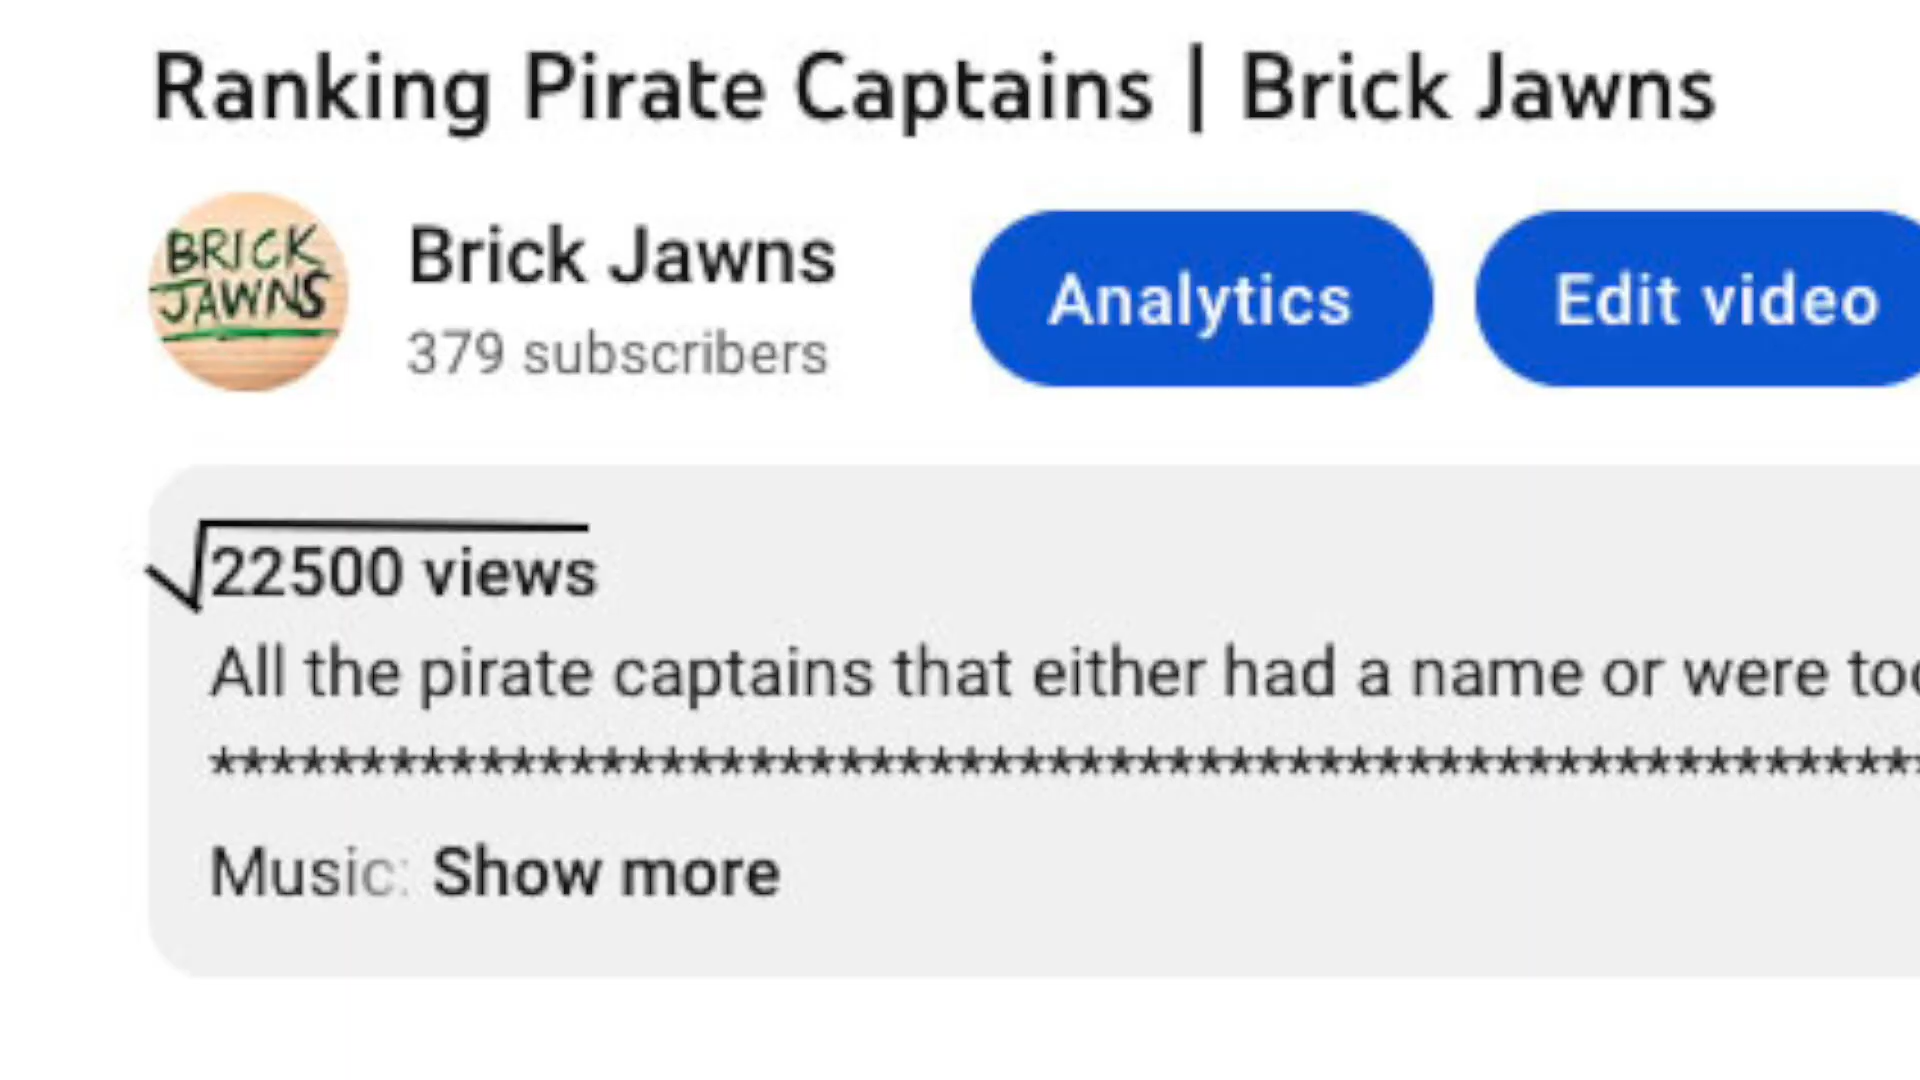 Ranking Pirate Captains | Brick Jawns
BRICK
JAWNS
Brick Jawns
379 subscribers
Analytics
Edit video
√22500 views
All the pirate captains that either had a name or were too
*********************************************************
Music: Show more